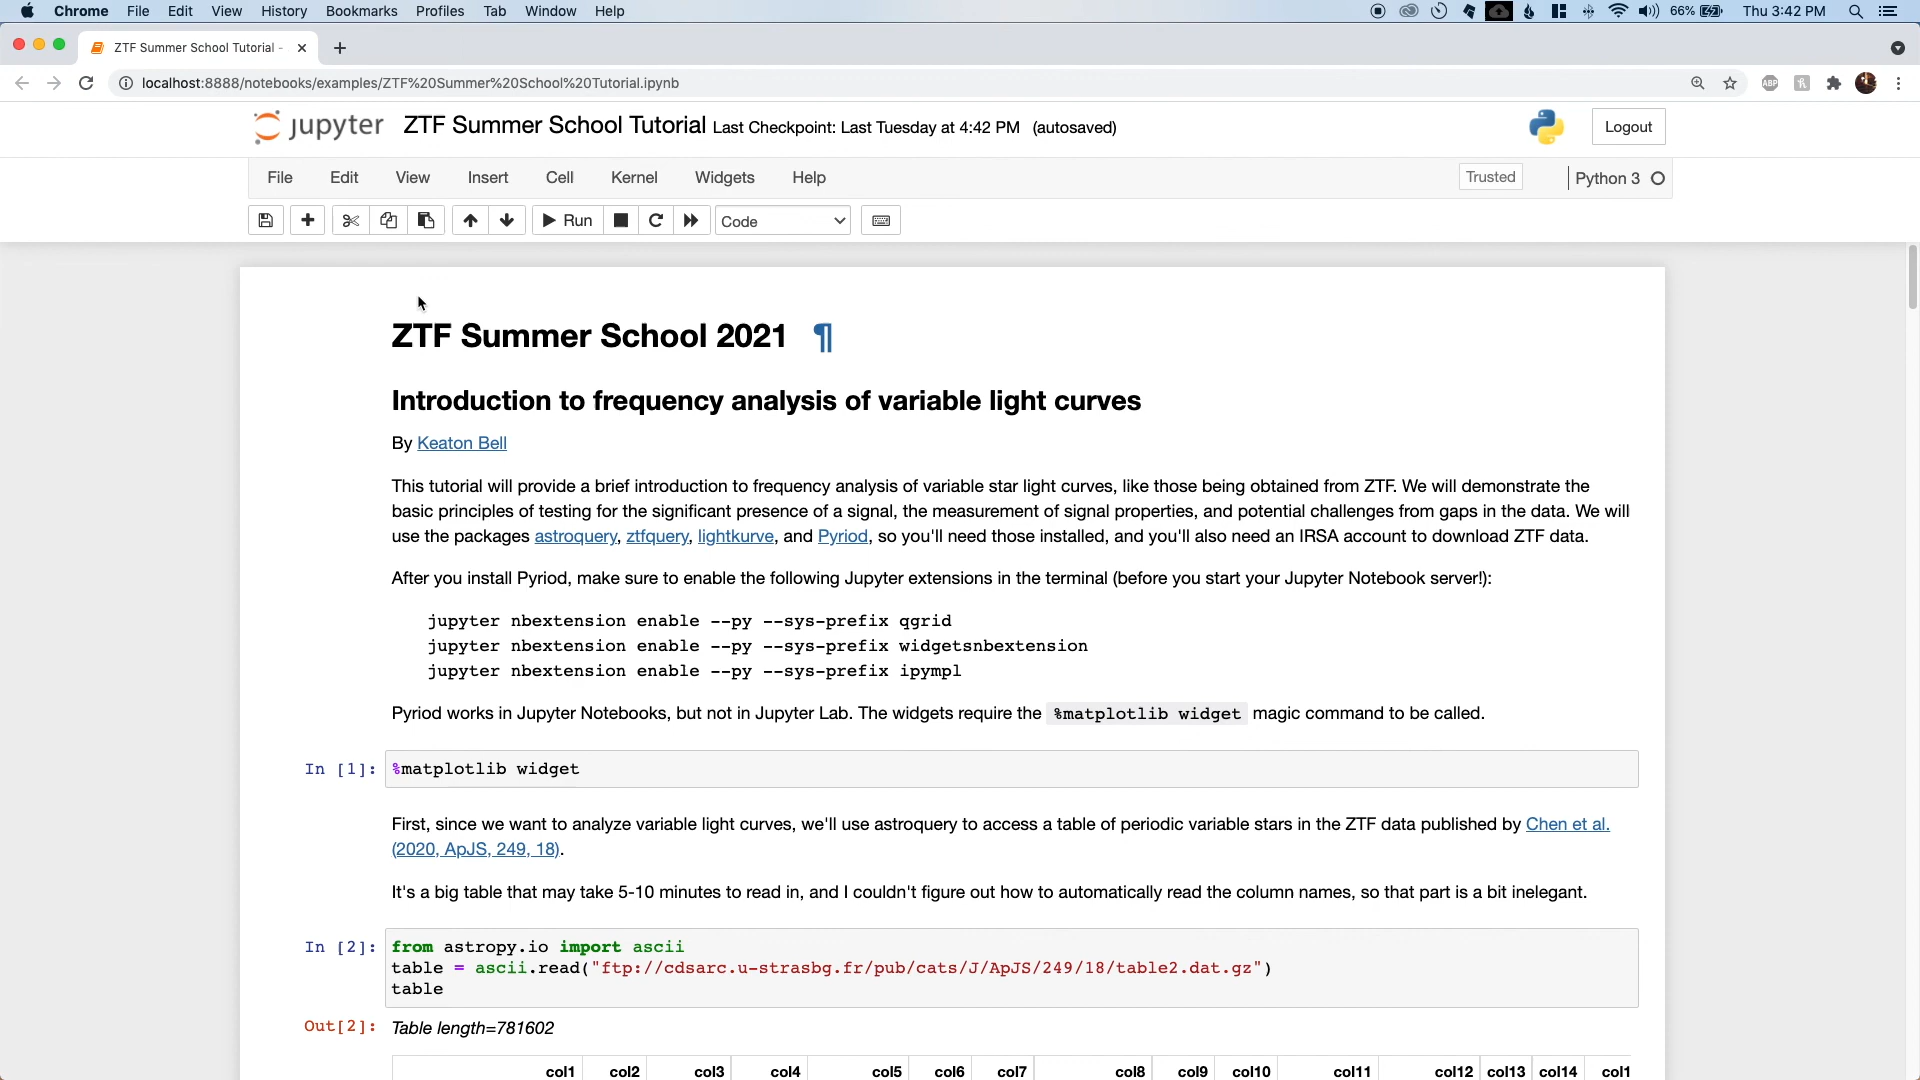 Chrome File Edit View History Bookmarks Profiles Tab Window Help 66% Thu 3:42 PM
ZTF Summer School Tutorial -
localhost:8888/notebooks/examples/ZTF%20Summer%20School%20Tutorial.ipynb ABP
jupyter ZTF Summer School Tutorial Last Checkpoint: Last Tuesday at 4:42 PM (autosaved) Logout
File Edit View Insert Cell Kernel Widgets Help Trusted Python 3
Run Code
ZTF Summer School 2021 ¶
Introduction to frequency analysis of variable light curves
By Keaton Bell
This tutorial will provide a brief introduction to frequency analysis of variable star light curves, like those being obtained from ZTF. We will demonstrate the
basic principles of testing for the significant presence of a signal, the measurement of signal properties, and potential challenges from gaps in the data. We will
use the packages astroquery, ztfquery, lightkurve, and Pyriod, so you'll need those installed, and you'll also need an IRSA account to download ZTF data.
After you install Pyriod, make sure to enable the following Jupyter extensions in the terminal (before you start your Jupyter Notebook server!):
jupyter nbextension enable --py --sys-prefix qgrid
jupyter nbextension enable --py --sys-prefix widgetsnbextension
jupyter nbextension enable --py --sys-prefix ipympl
Pyriod works in Jupyter Notebooks, but not in Jupyter Lab. The widgets require the %matplotlib widget magic command to be called.
In [1]: %matplotlib widget
First, since we want to analyze variable light curves, we'll use astroquery to access a table of periodic variable stars in the ZTF data published by Chen et al.
(2020, ApJS, 249, 18).
It's a big table that may take 5-10 minutes to read in, and I couldn't figure out how to automatically read the column names, so that part is a bit inelegant.
In [2]: from astropy.io import ascii
table = ascii.read("ftp://cdsarc.u-strasbg.fr/pub/cats/J/ApJS/249/18/table2.dat.gz")
table
Out[2]: Table length=781602
col1 col2 col3 col4 col5 col6 col7 col8 col9 col10 col11 col12 col13 col14 col1